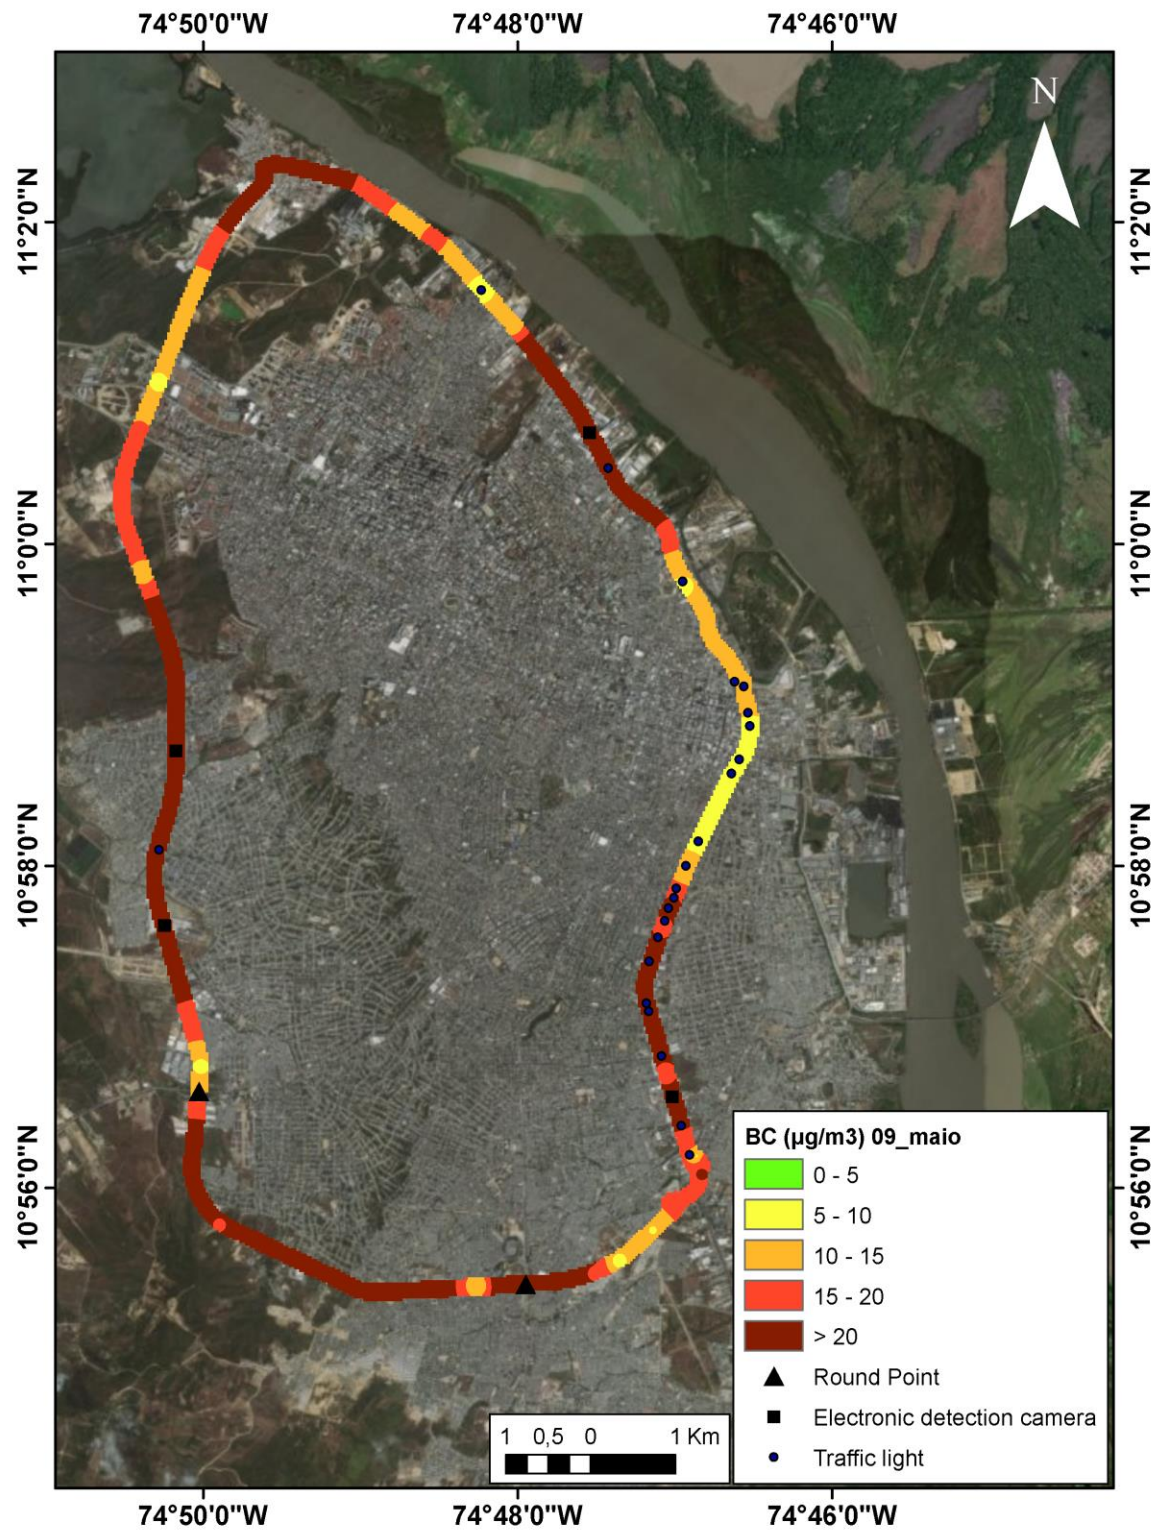 74°50'0"W 74°48'0"W 74°46'0"W
N
11°2'0"N 11°2'0"N
11°0'0"N 11°0'0"N
10°58'0"N 10°58'0"N
10°56'0"N 10°56'0"N
BC (µg/m3) 09_maio
0 - 5
5 - 10
10 - 15
15 - 20
> 20
Round Point
Electronic detection camera
Traffic light
1 0,5 0 1 Km
74°50'0"W 74°48'0"W 74°46'0"W